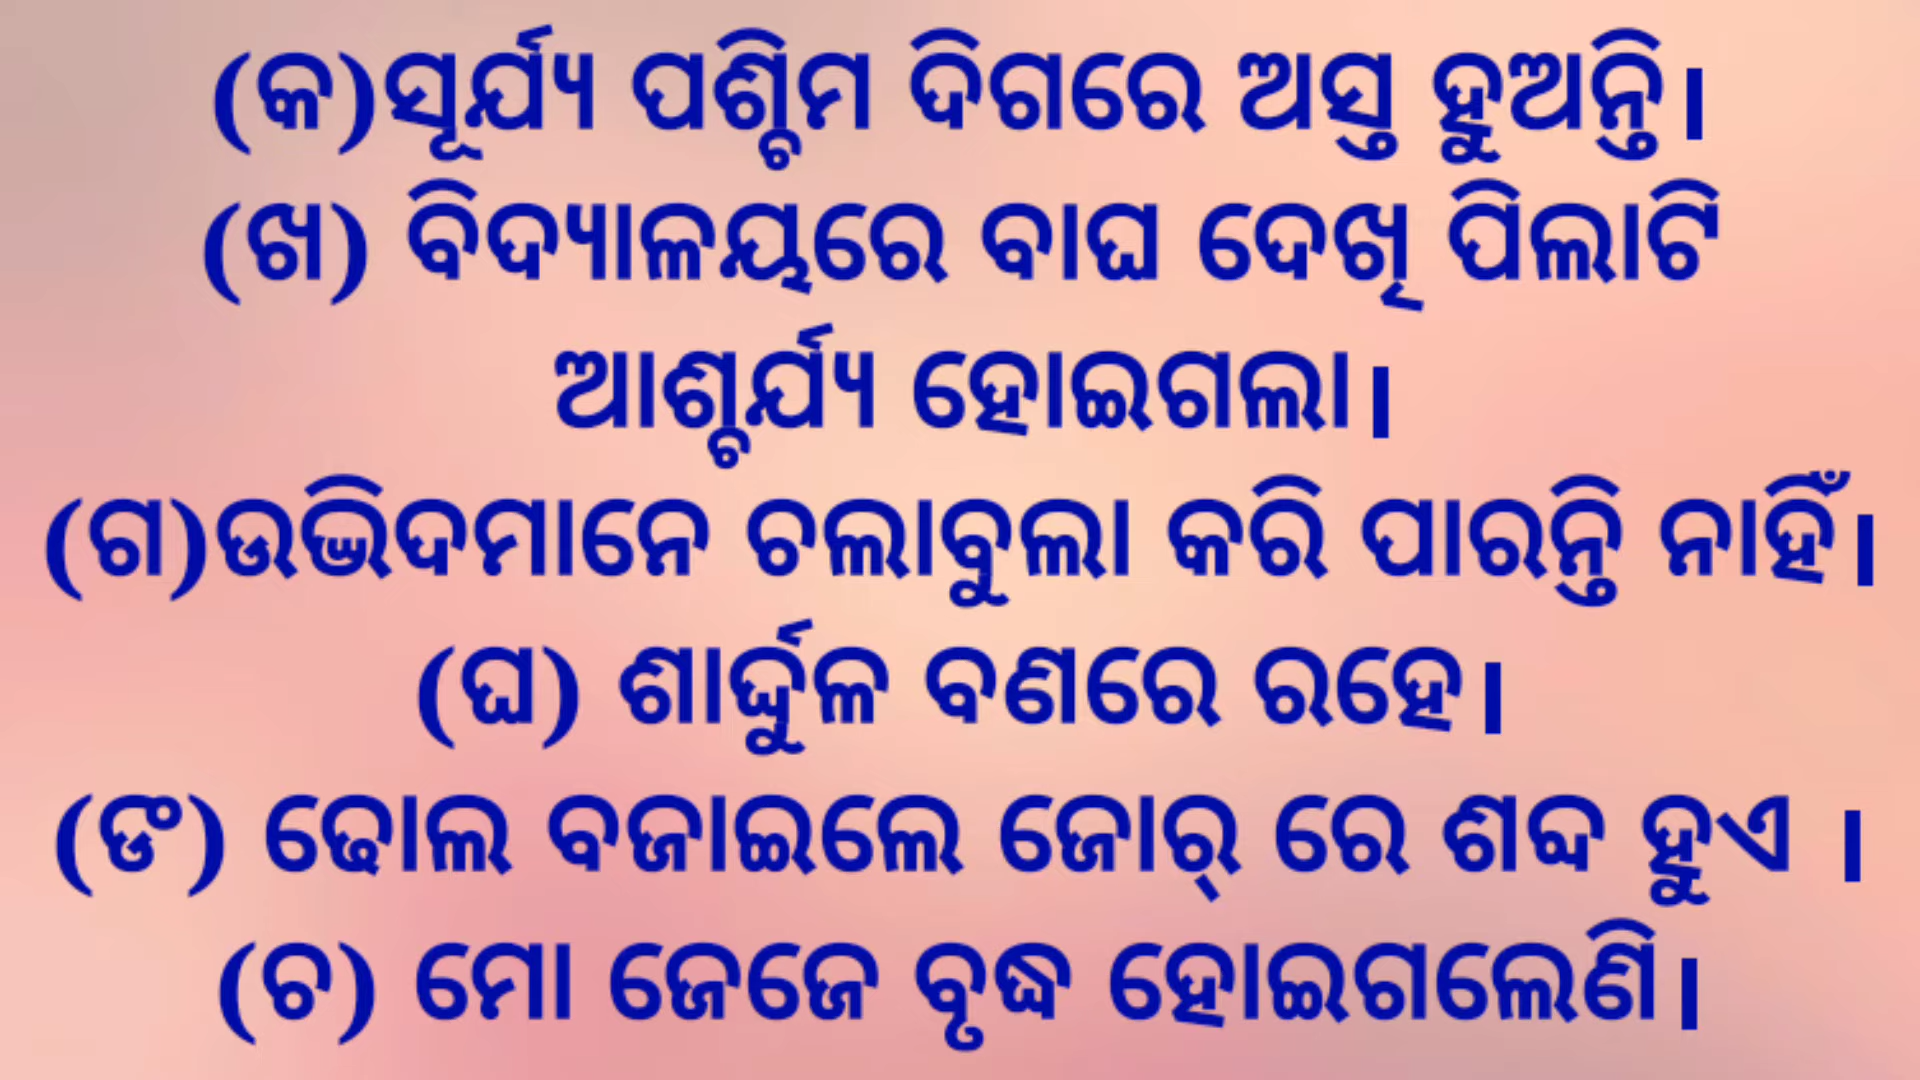 (କ)ସୂର୍ଯ୍ୟ ପଶ୍ଚିମ ଦିଗରେ ଅସ୍ତ ହୁଅନ୍ତି।
(ଖ) ବିଦ୍ୟାଳୟରେ ବାଘ ଦେଖି ପିଲାଟି
ଆଶ୍ଚର୍ଯ୍ୟ ହୋଇଗଲା।
(ଗ)ଉଦ୍ଭିଦମାନେ ଚଲାବୁଲା କରି ପାରନ୍ତି ନାହିଁ।
(ଘ) ଶାର୍ଦ୍ଦୁଳ ବଣରେ ରହେ।
(ଙ) ଢୋଲ ବଜାଇଲେ ଜୋର୍ ରେ ଶବ୍ଦ ହୁଏ ।
(ଚ) ମୋ ଜେଜେ ବୃଦ୍ଧ ହୋଇଗଲେଣି।